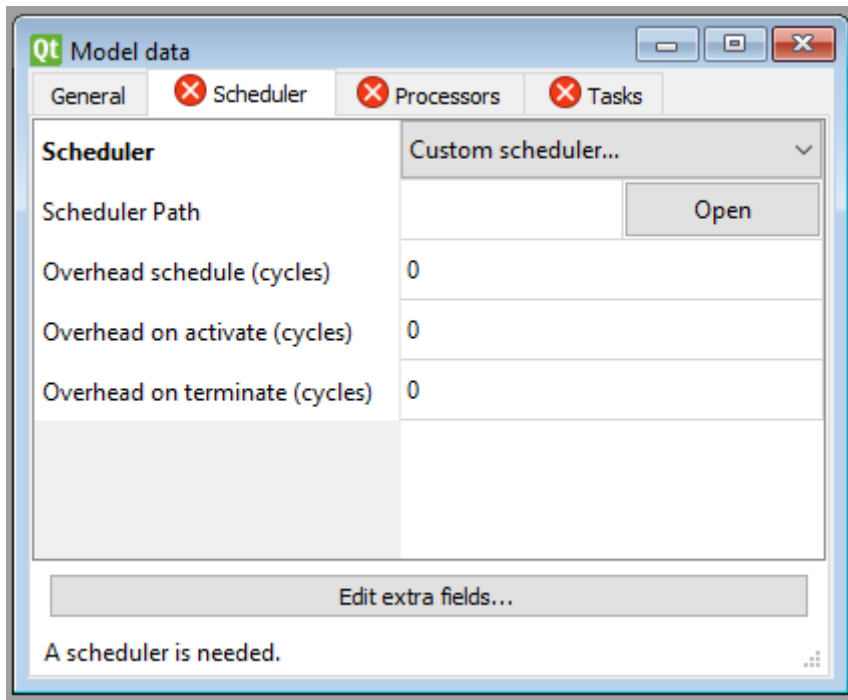 Qt Model data
General Scheduler Processors Tasks
Scheduler Custom scheduler...
Scheduler Path Open
Overhead schedule (cycles) 0
Overhead on activate (cycles) 0
Overhead on terminate (cycles) 0
Edit extra fields...
A scheduler is needed.